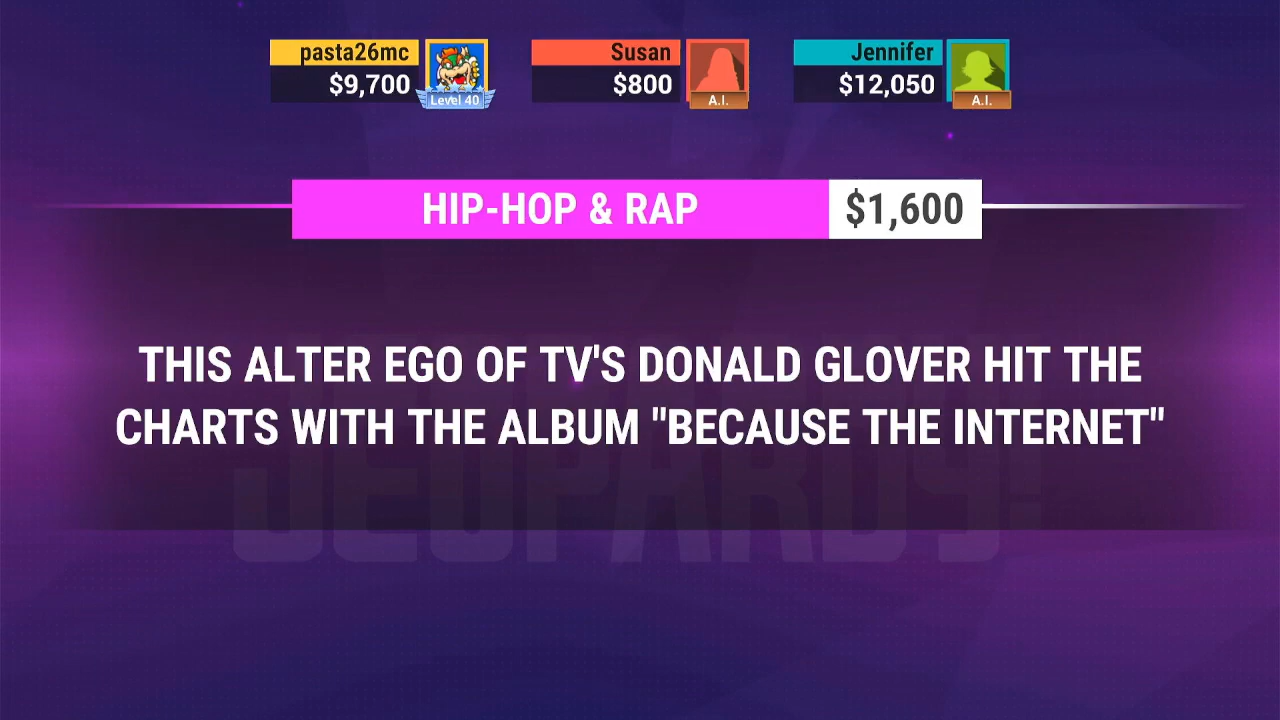 pasta26mc
$9,700
Level 40
Susan
$800
A.I.
Jennifer
$12,050
A.I.
HIP-HOP & RAP
$1,600
THIS ALTER EGO OF TV'S DONALD GLOVER HIT THE
CHARTS WITH THE ALBUM "BECAUSE THE INTERNET"
JEOPARDY!